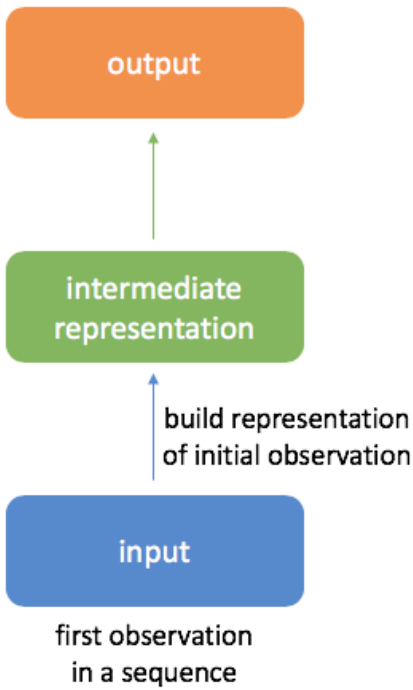 output
intermediate
representation
build representation
of initial observation
input
first observation
in a sequence